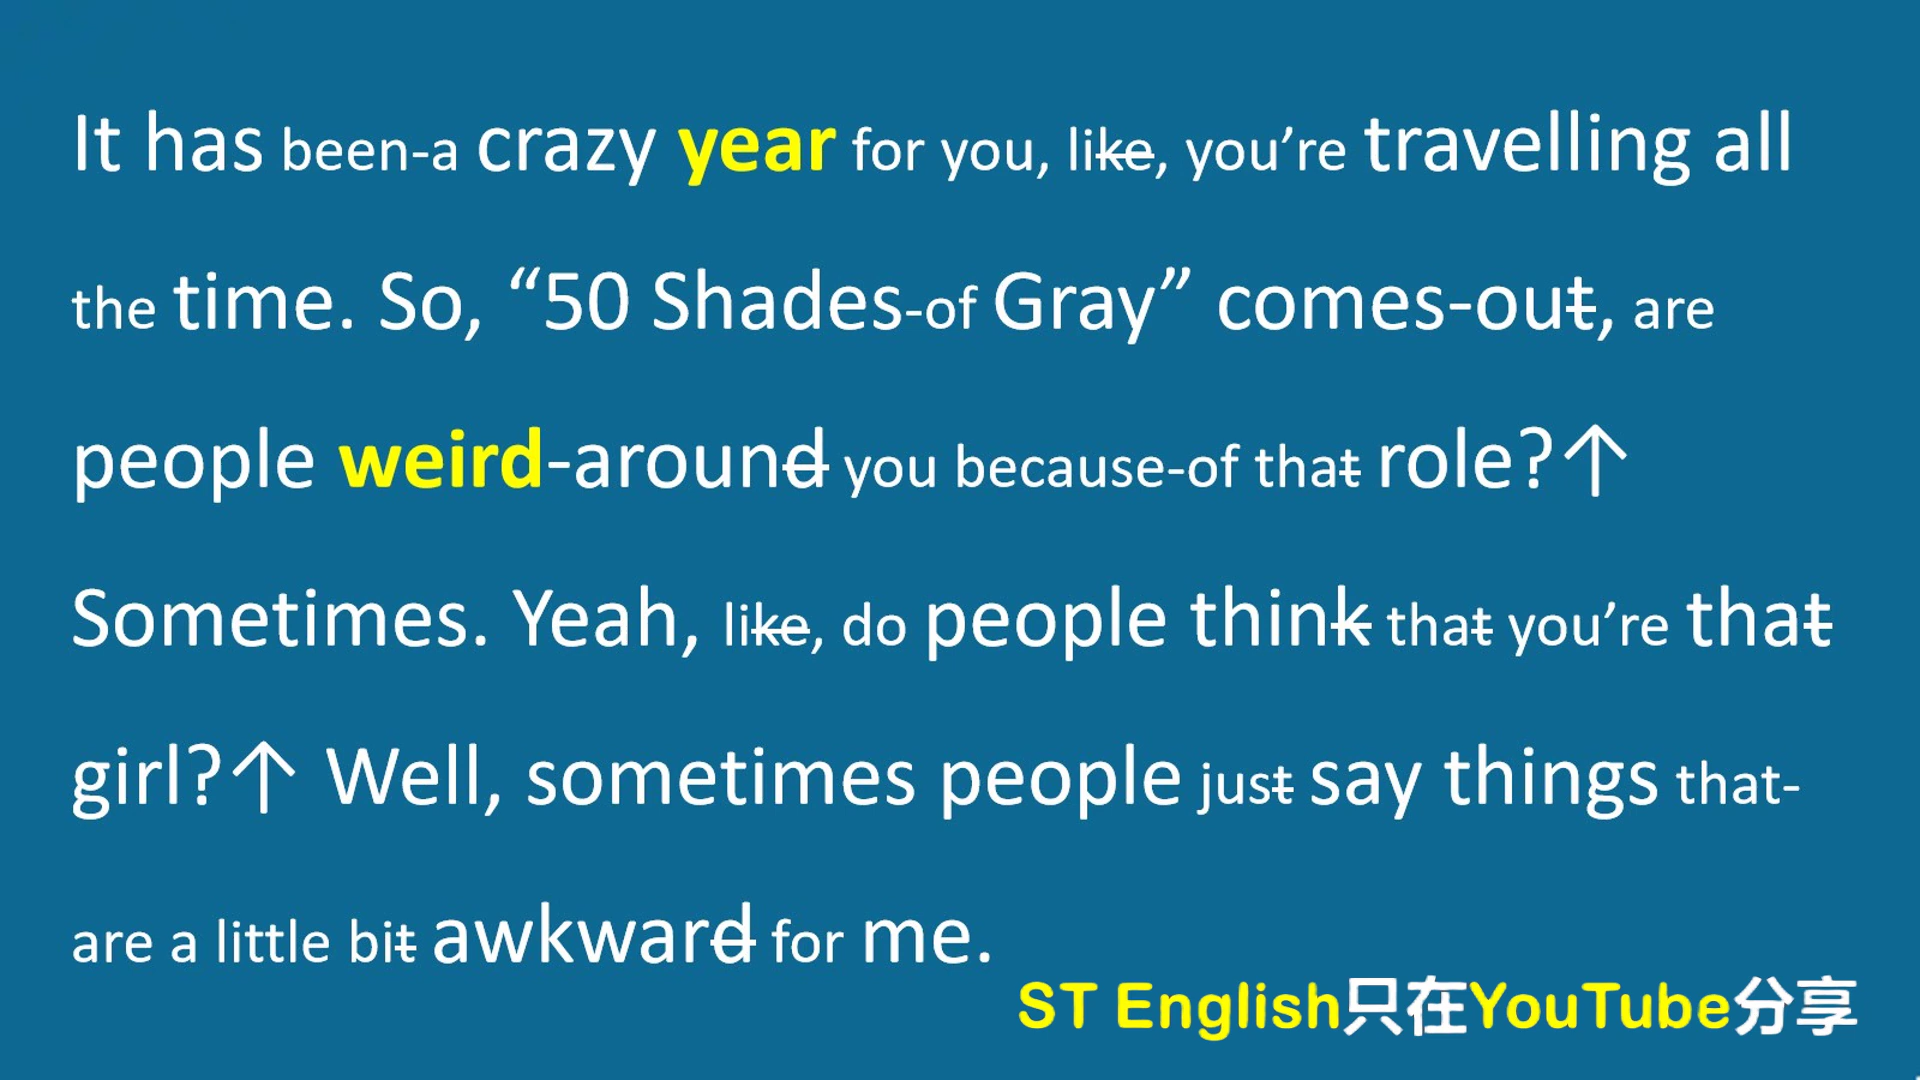 It has been-a crazy year for you, like, you’re travelling all
the time. So, “50 Shades-of Gray” comes-out, are
people weird-around you because-of that role?↑
Sometimes. Yeah, like, do people think that you’re that
girl?↑ Well, sometimes people just say things that-
are a little bit awkward for me.
ST English只在YouTube分享